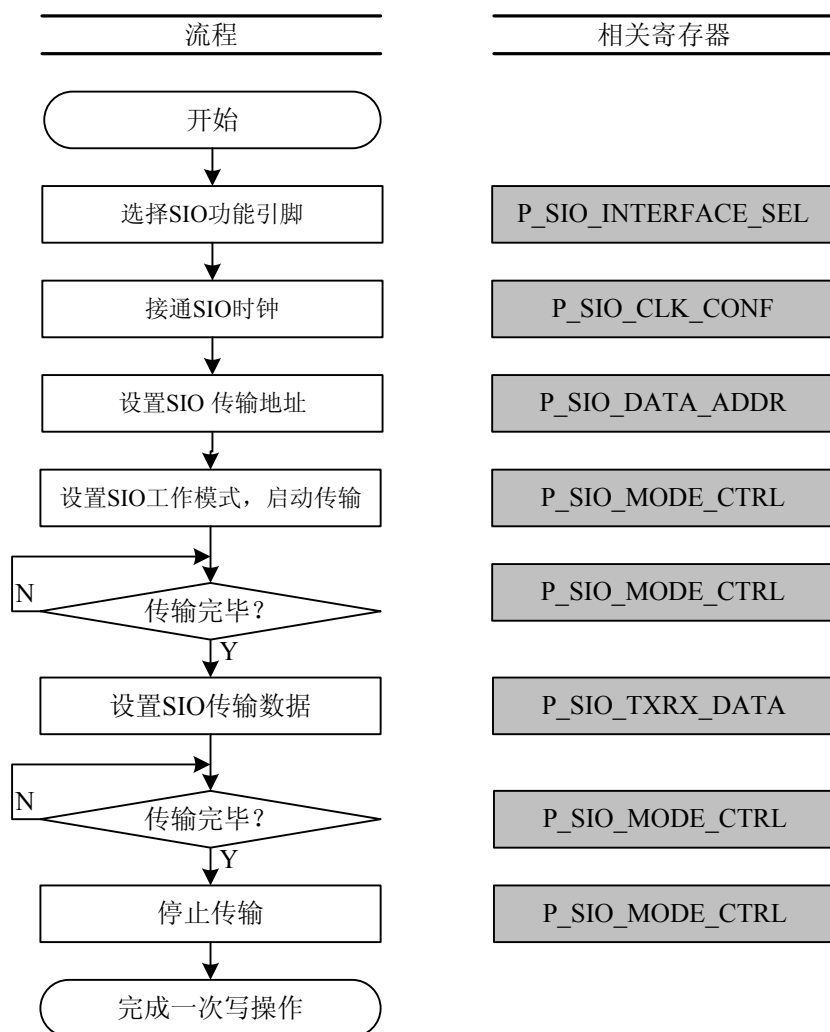 流程
相关寄存器
开始
选择SIO功能引脚
P_SIO_INTERFACE_SEL
接通SIO时钟
P_SIO_CLK_CONF
设置SIO 传输地址
P_SIO_DATA_ADDR
设置SIO工作模式，启动传输
P_SIO_MODE_CTRL
N
传输完毕？
P_SIO_MODE_CTRL
Y
设置SIO传输数据
P_SIO_TXRX_DATA
N
传输完毕？
P_SIO_MODE_CTRL
Y
停止传输
P_SIO_MODE_CTRL
完成一次写操作